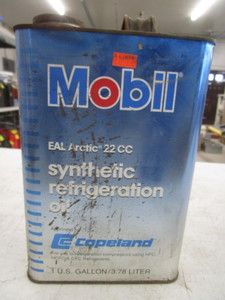 Mobil
EAL Arctic 22 CC
synthetic
refrigeration
oil
Copeland
1 U.S. GALLON/3.78 LITER